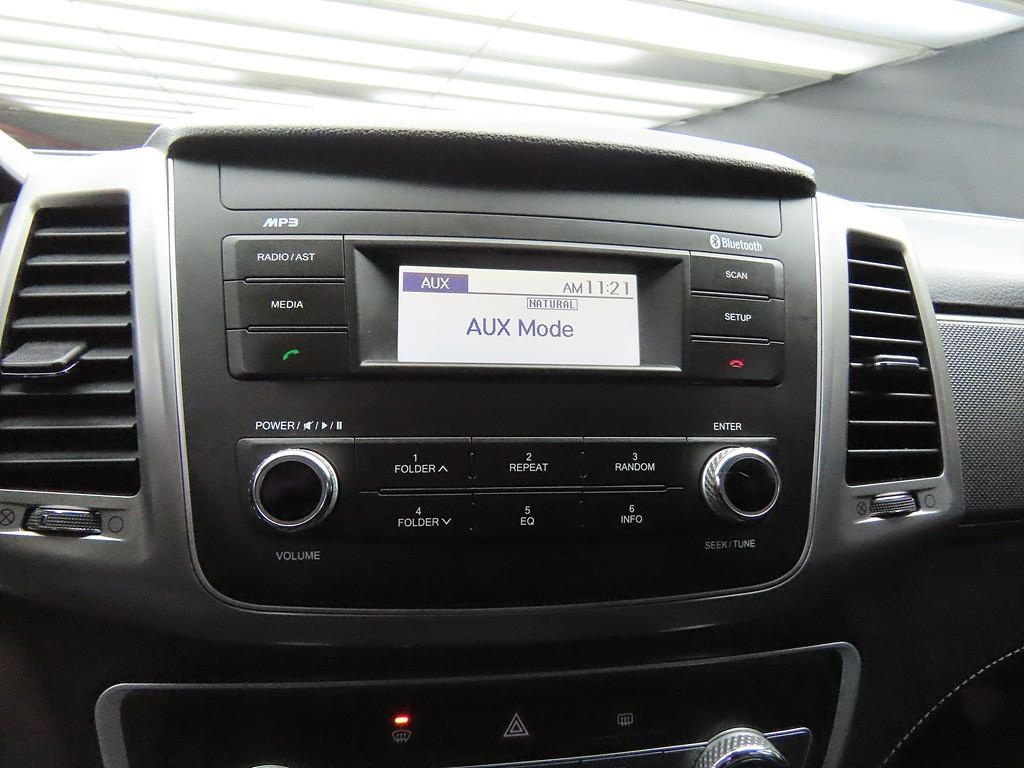 MP3
Bluetooth
RADIO / AST
SCAN
AUX
AM 11:21
NATURAL
AUX Mode
MEDIA
SETUP
POWER / / /
ENTER
1
FOLDER
2
REPEAT
3
RANDOM
4
FOLDER
5
EQ
6
INFO
VOLUME
SEEK / TUNE